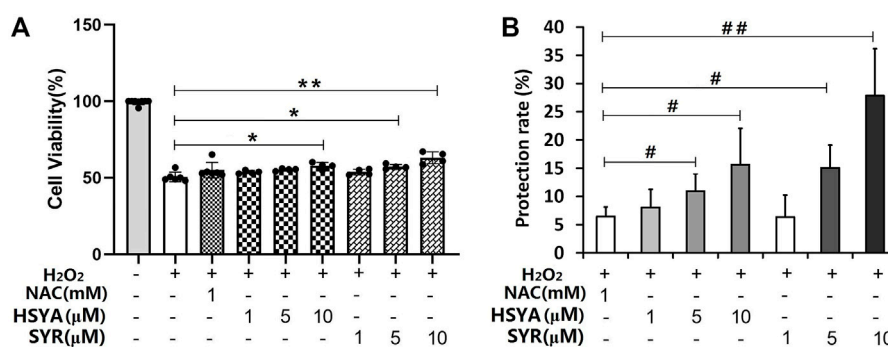 A
Cell Viability(%)
150
100
50
0
**
*
*
H2O2 - + + + + + + + +
NAC(mM) - - 1 - - - - - -
HSYA(μM) - - - 1 5 10 - - -
SYR(μM) - - - - - - 1 5 10
B
Protection rate (%)
40
35
30
25
20
15
10
5
0
##
#
#
#
H2O2 + + + + + + +
NAC(mM) 1 - - - - - -
HSYA(μM) - 1 5 10 - - -
SYR(μM) - - - - 1 5 10